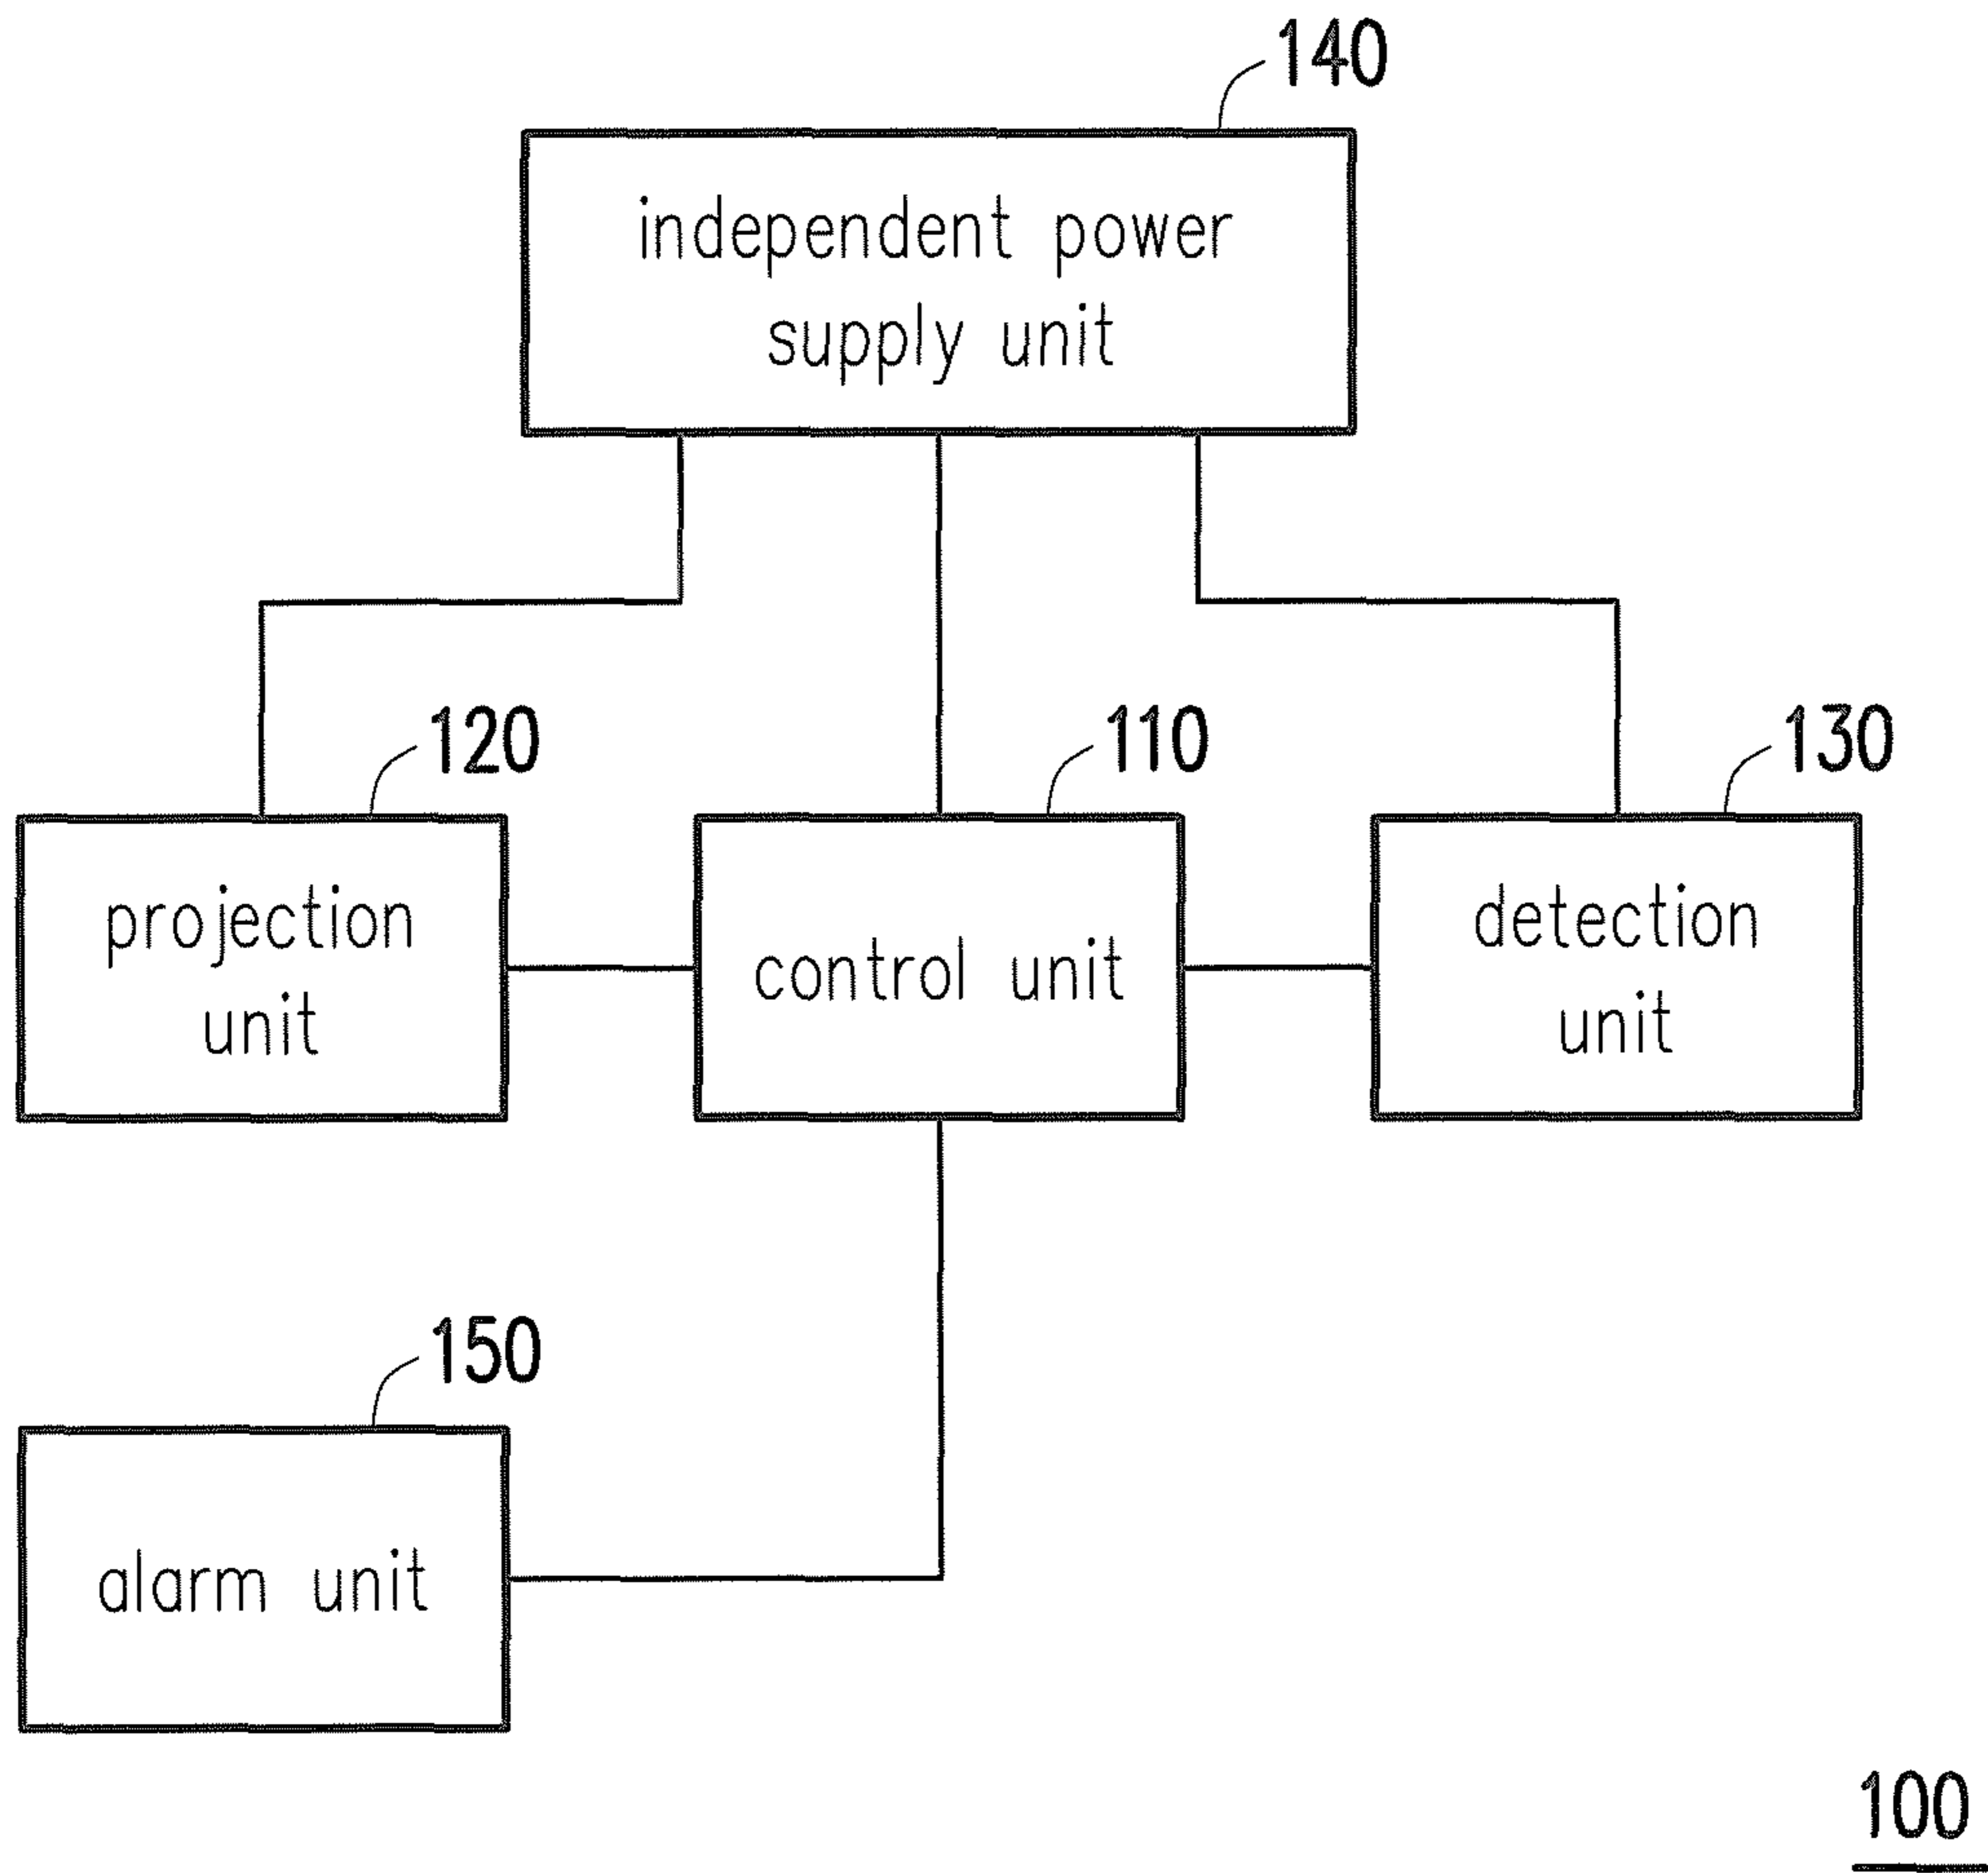 140
independent power
supply unit
120
110
130
projection
unit
control unit
detection
unit
150
alarm unit
100